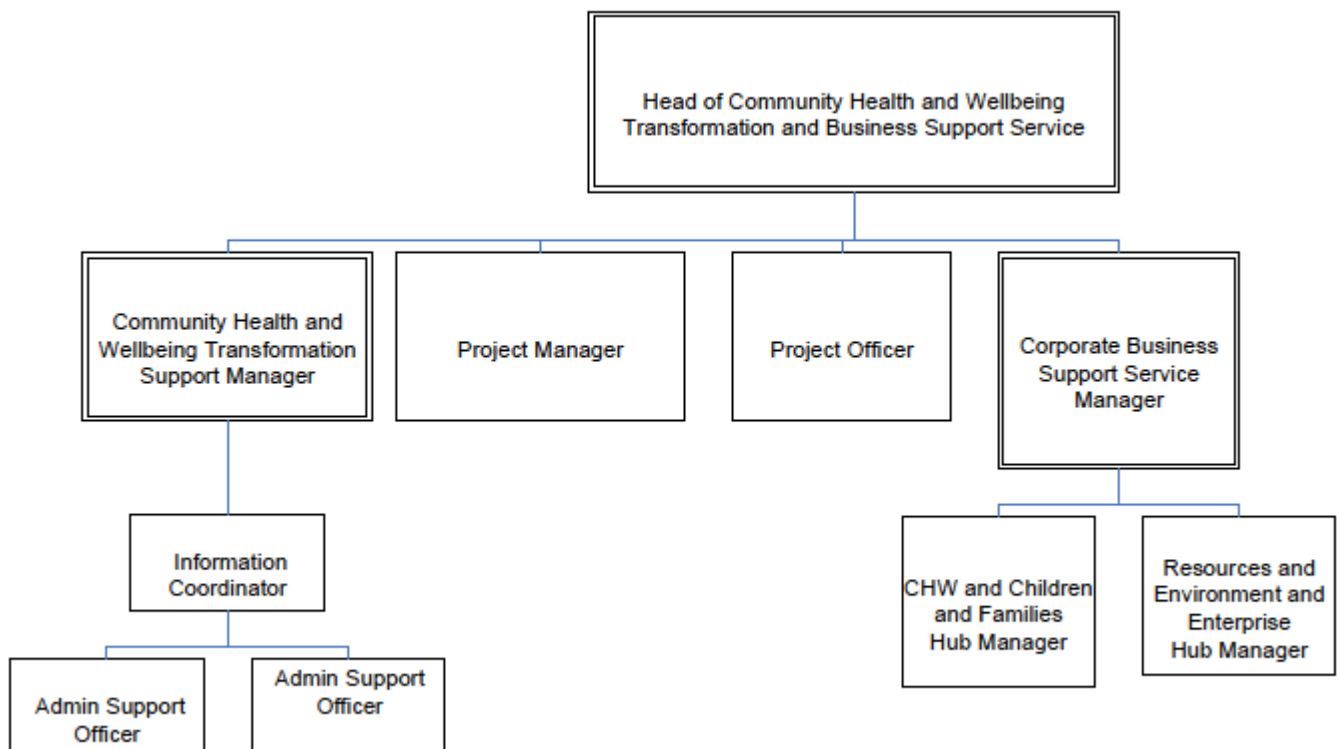 Head of Community Health and Wellbeing
Transformation and Business Support Service
Community Health and
Wellbeing Transformation
Support Manager
Project Manager
Project Officer
Corporate Business
Support Service
Manager
Information
Coordinator
CHW and Children
and Families
Hub Manager
Resources and
Environment and
Enterprise
Hub Manager
Admin Support
Officer
Admin Support
Officer